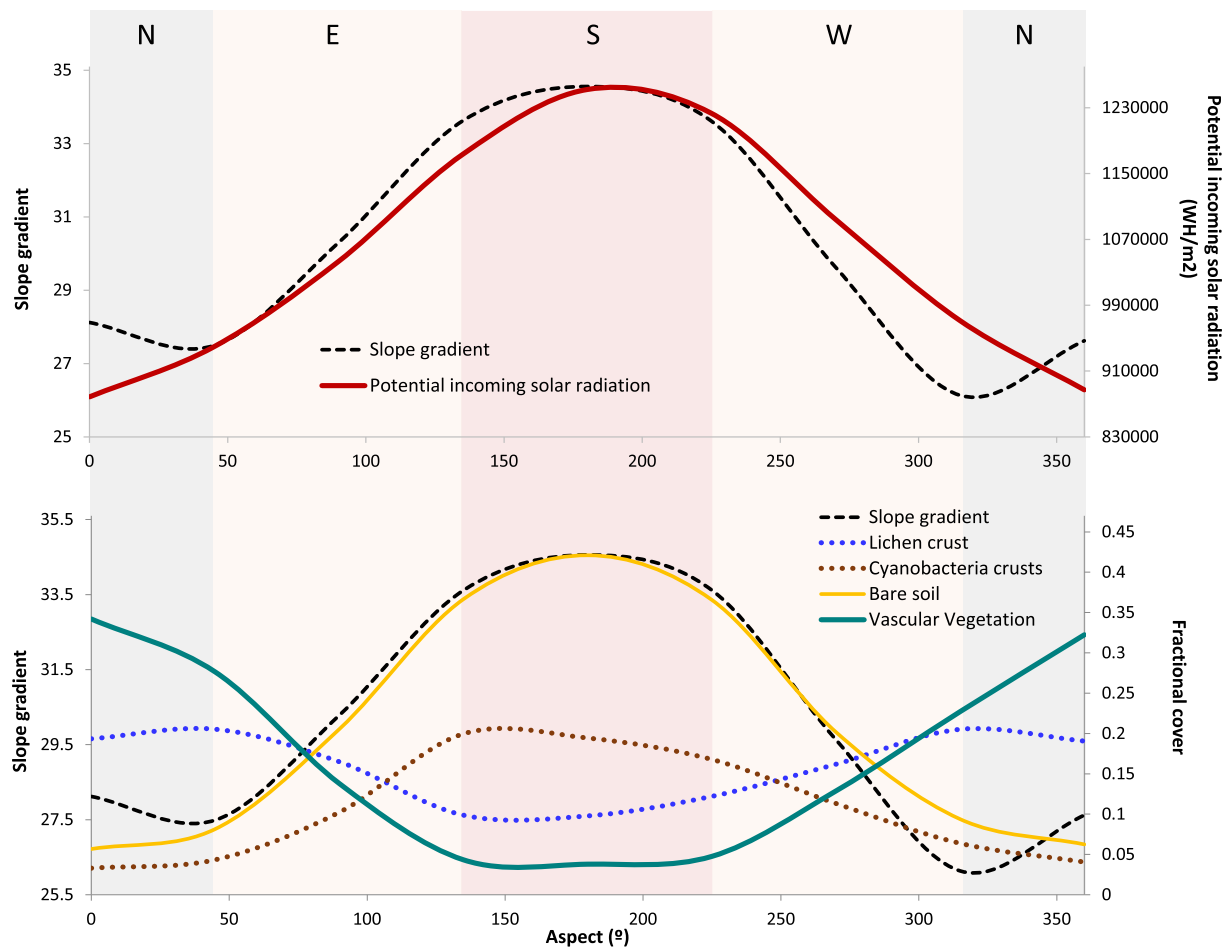 N E S W N
35
33
31
29
27
25
Slope gradient
1230000
1150000
1070000
990000
910000
830000
Potential incoming solar radiation
(WH/m2)
Slope gradient
Potential incoming solar radiation
0 50 100 150 200 250 300 350
35.5
33.5
31.5
29.5
27.5
25.5
Slope gradient
Slope gradient
Lichen crust
Cyanobacteria crusts
Bare soil
Vascular Vegetation
0.45
0.4
0.35
0.3
0.25
0.2
0.15
0.1
0.05
0
Fractional cover
0 50 100 150 200 250 300 350
Aspect (º)